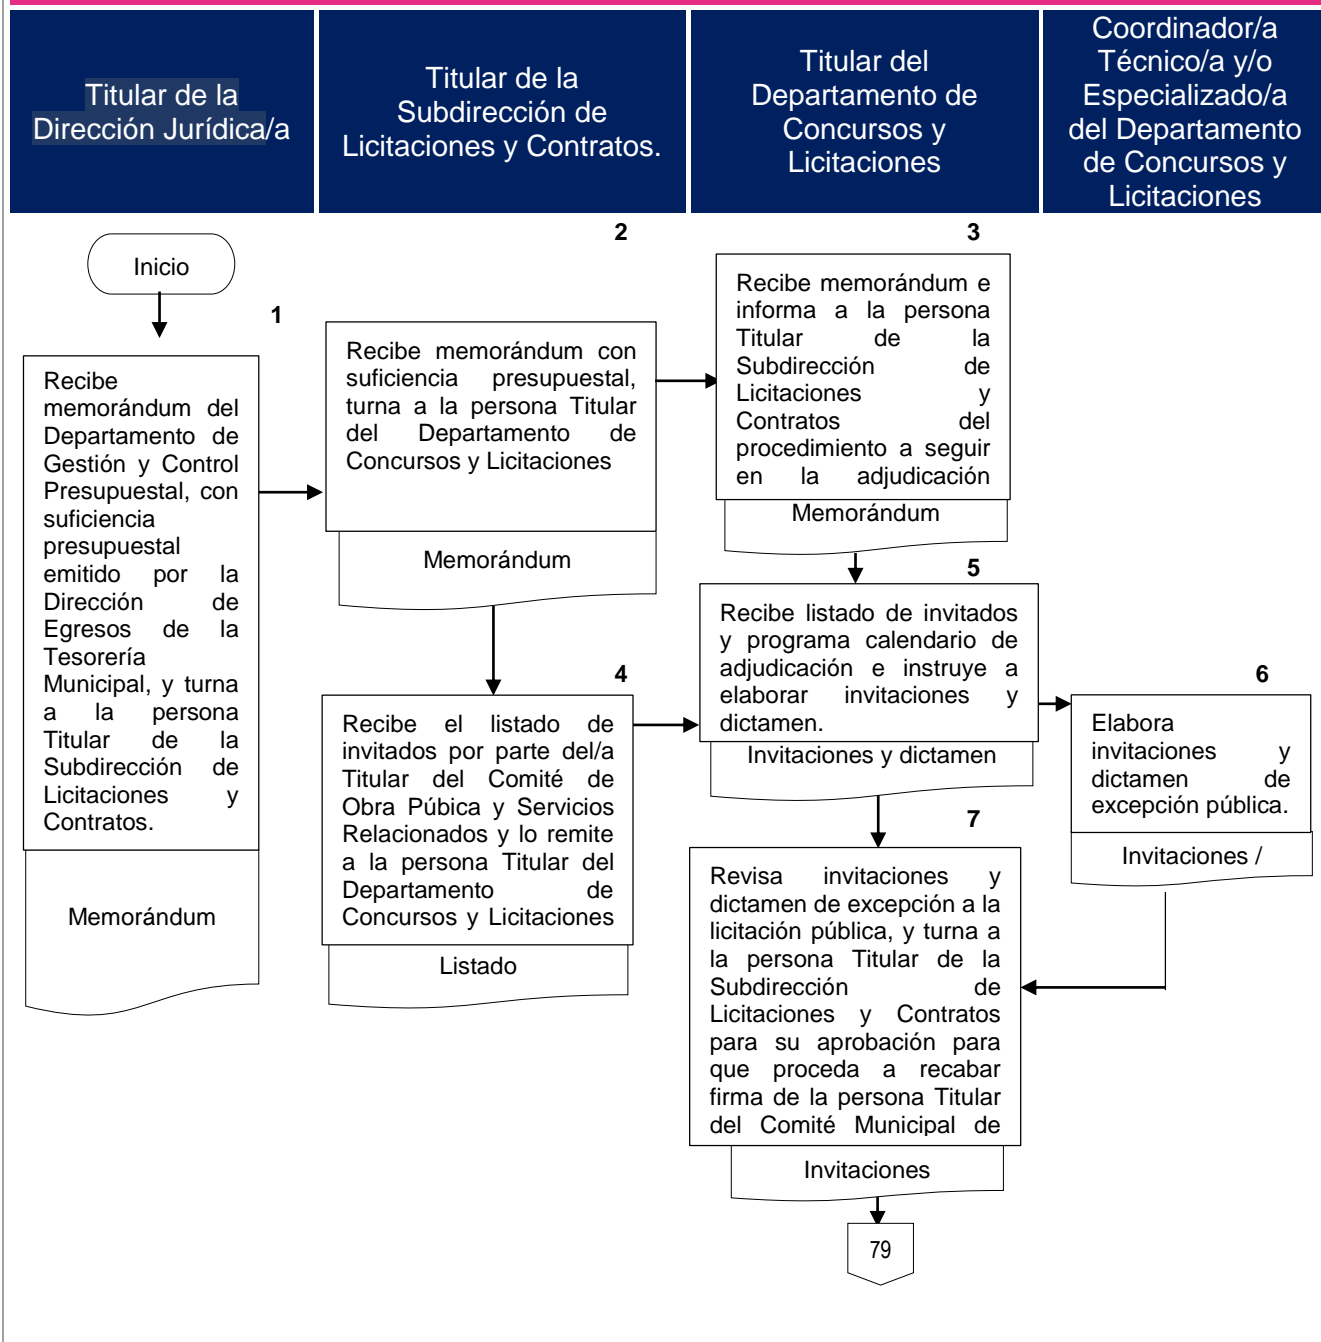 Titular de la
Dirección Jurídica/a
Titular de la
Subdirección de
Licitaciones y Contratos.
Titular del
Departamento de
Concursos y
Licitaciones
Coordinador/a
Técnico/a y/o
Especializado/a
del Departamento
de Concursos y
Licitaciones
Inicio
1
Recibe
memorándum del
Departamento de
Gestión y Control
Presupuestal, con
suficiencia
presupuestal
emitido por la
Dirección de
Egresos de la
Tesorería
Municipal, y turna
a la persona
Titular de la
Subdirección de
Licitaciones y
Contratos.
Memorándum
2
Recibe memorándum con
suficiencia presupuestal,
turna a la persona Titular
del Departamento de
Concursos y Licitaciones
Memorándum
3
Recibe memorándum e
informa a la persona
Titular de la
Subdirección de
Licitaciones y
Contratos del
procedimiento a seguir
en la adjudicación
Memorándum
4
Recibe el listado de
invitados por parte del/a
Titular del Comité de
Obra Púbica y Servicios
Relacionados y lo remite
a la persona Titular del
Departamento de
Concursos y Licitaciones
Listado
5
Recibe listado de invitados
y programa calendario de
adjudicación e instruye a
elaborar invitaciones y
dictamen.
Invitaciones y dictamen
6
Elabora
invitaciones y
dictamen de
excepción pública.
Invitaciones /
7
Revisa invitaciones y
dictamen de excepción a la
licitación pública, y turna a
la persona Titular de la
Subdirección de
Licitaciones y Contratos
para su aprobación para
que proceda a recabar
firma de la persona Titular
del Comité Municipal de
Invitaciones
79